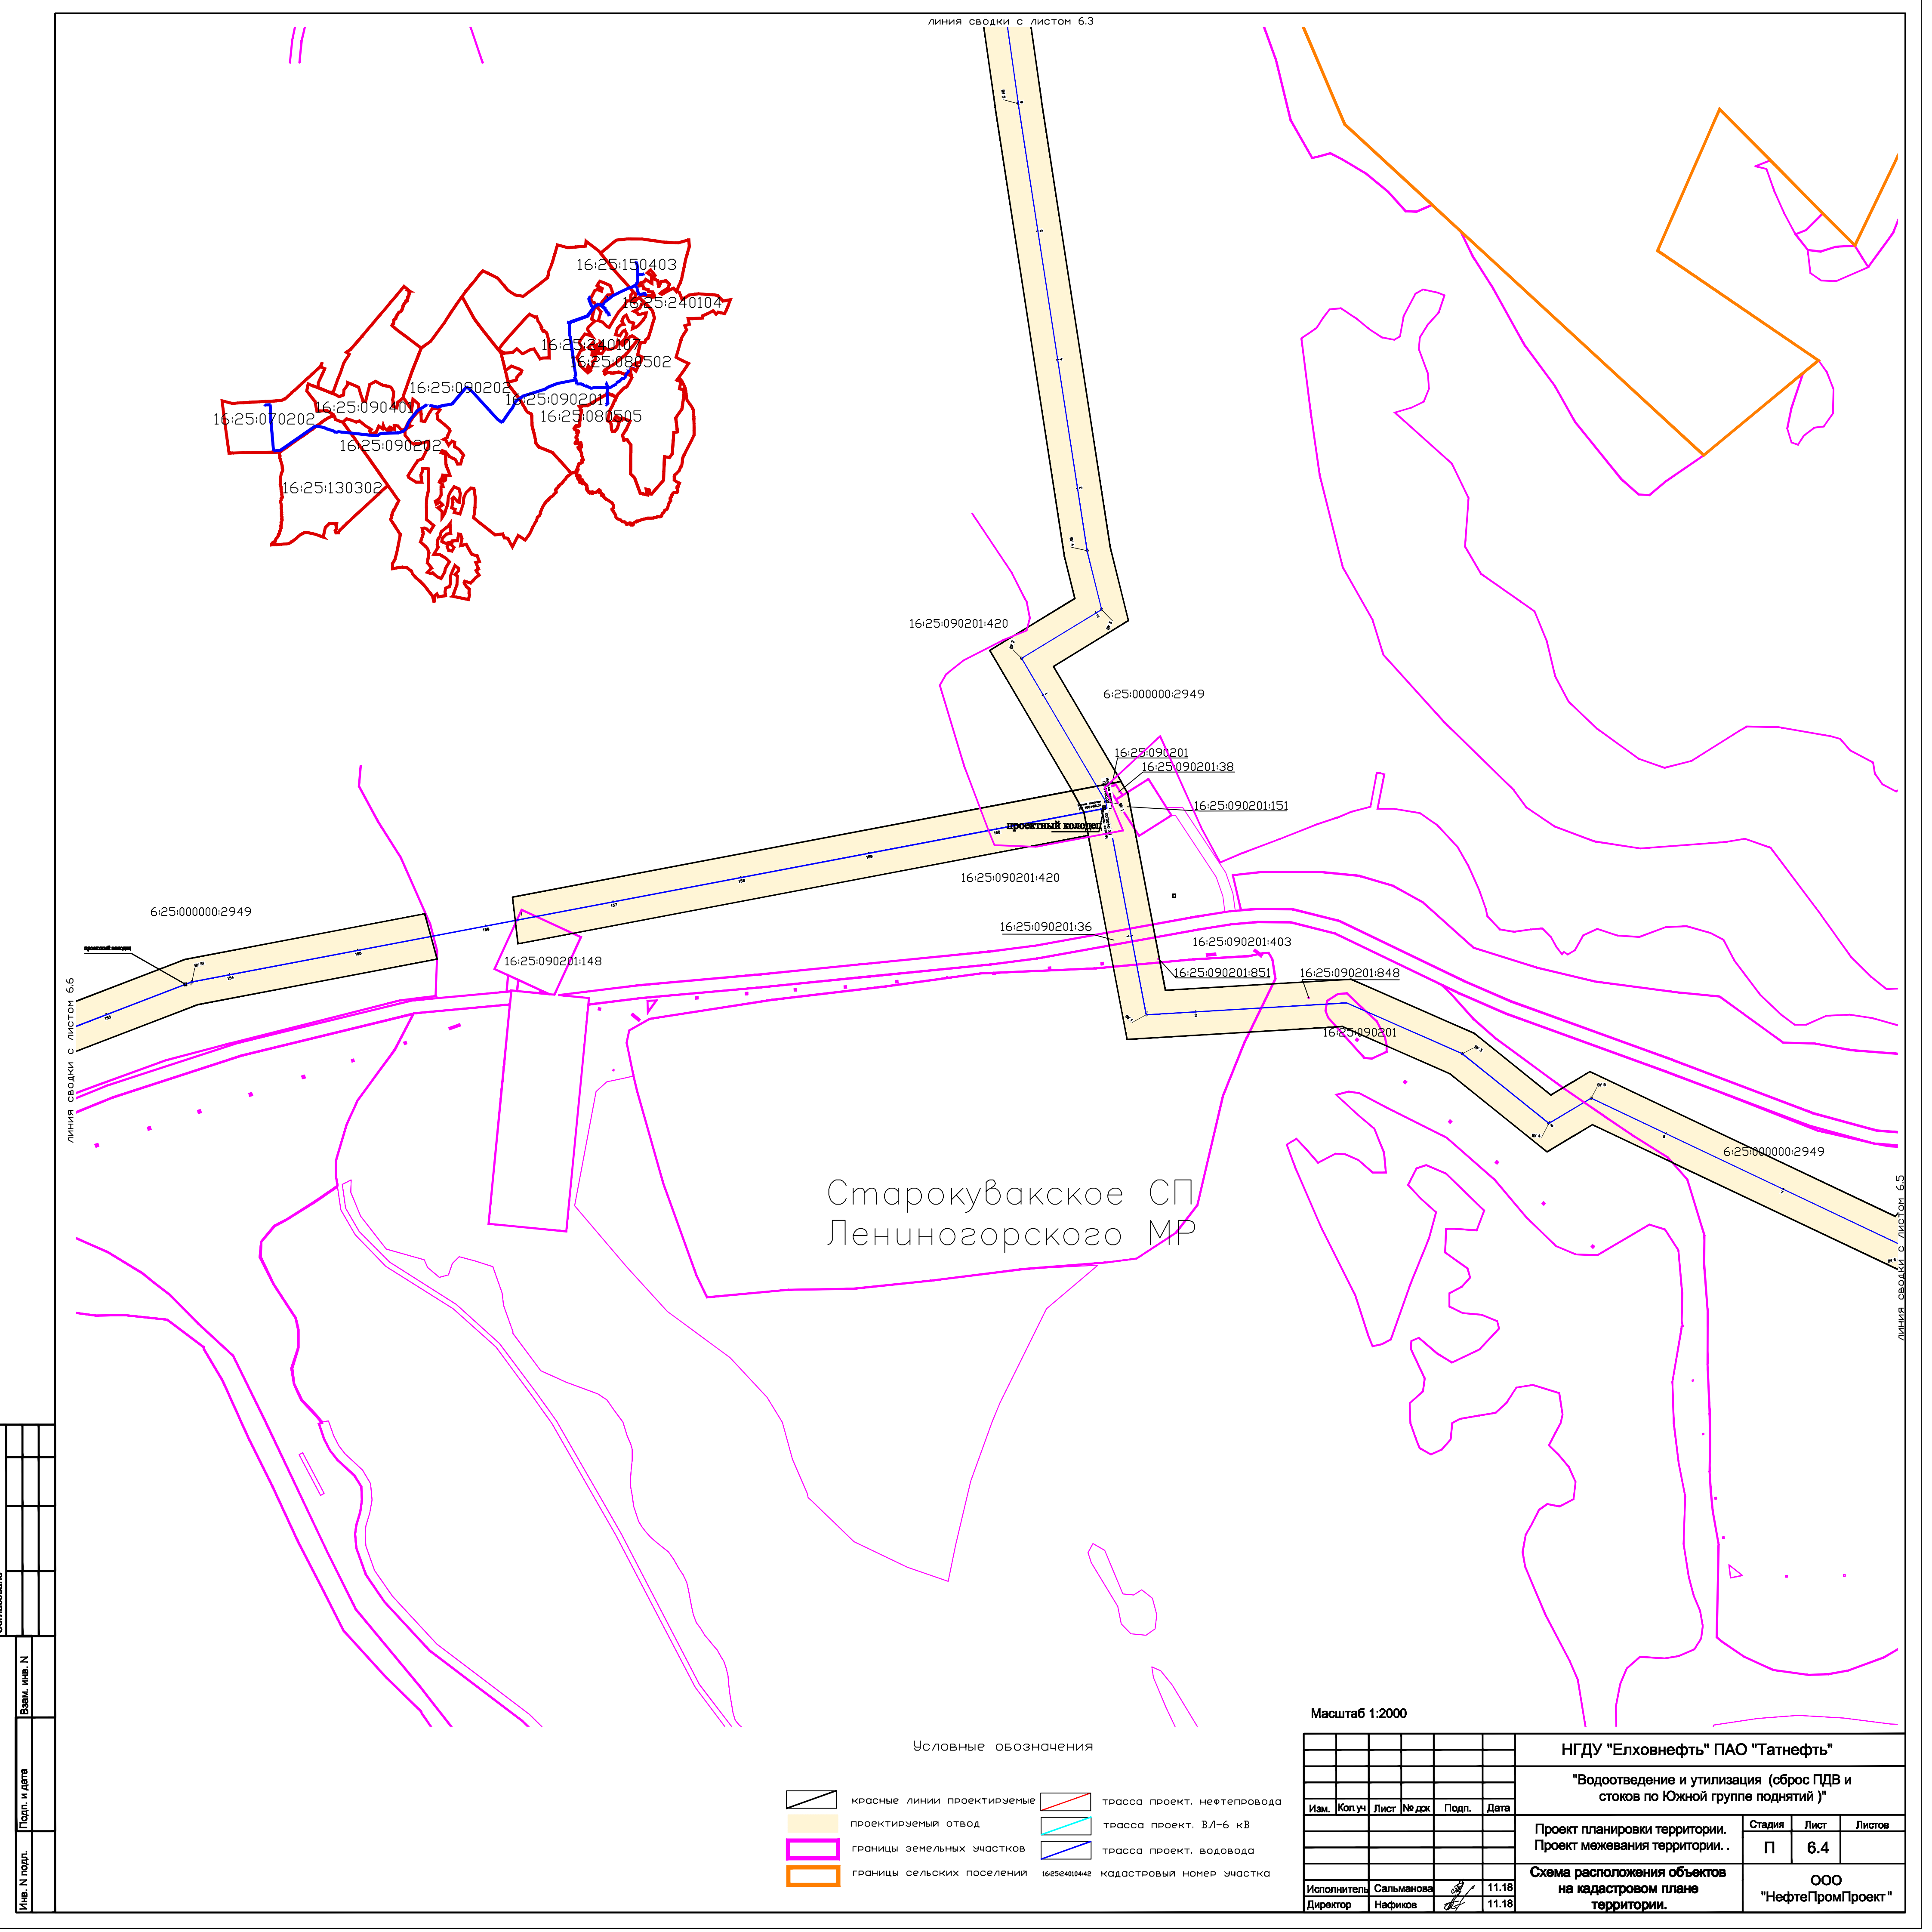 линия сводки с листом 6.3
16:25:150403
16:25:240104
16:25:240107
16:25:080502
16:25:090202
16:25:090201
16:25:080505
16:25:090401
16:25:070202
16:25:090202
16:25:130302
16:25:090201:420
6:25:000000:2949
16:25:090201
16:25:090201:38
16:25:090201:151
проектный колодец
16:25:090201:420
6:25:000000:2949
проектный колодец
16:25:090201:36
16:25:090201:403
16:25:090201:148
16:25:090201:851
16:25:090201:848
16:25:090201
6:25:000000:2949
линия сводки с листом 6.6
линия сводки с листом 6.5
Старокувакское СП
Лениногорского МР
Взам. инв. N
Подп. и дата
Инв. N подл.
Масштаб 1:2000
Условные обозначения
красные линии проектируемые
проектируемый отвод
границы земельных участков
границы сельских поселений
трасса проект. нефтепровода
трасса проект. ВЛ-6 кВ
трасса проект. водовода
16:25:240104:42 кадастровый номер участка
НГДУ "Елховнефть" ПАО "Татнефть"
"Водоотведение и утилизация (сброс ПДВ и
стоков по Южной группе поднятий )"
Изм. Кол.уч Лист № док Подп. Дата
Проект планировки территории.
Проект межевания территории. .
Стадия Лист Листов
П 6.4
Схема расположения объектов
на кадастровом плане
территории.
ООО
"НефтеПромПроект"
Исполнитель Сальманова 11.18
Директор Нафиков 11.18